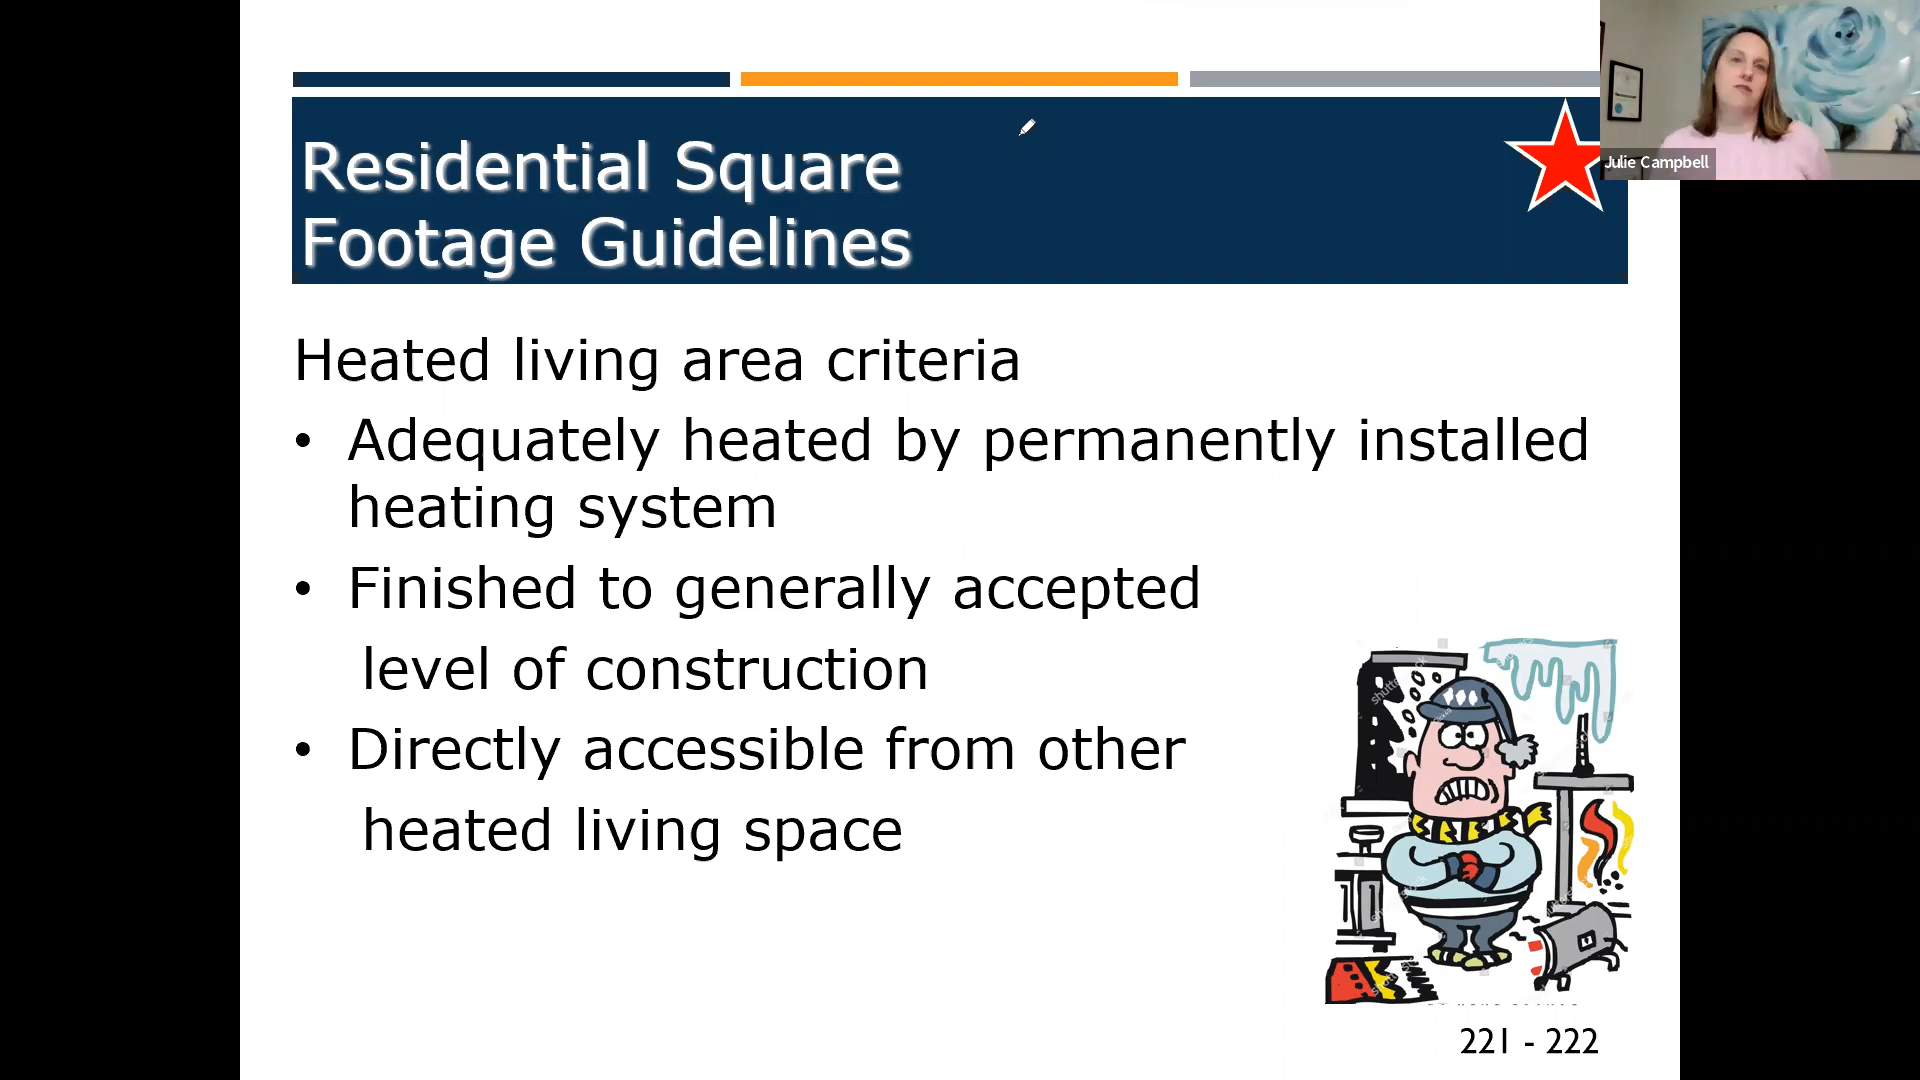 Residential Square
Footage Guidelines
Julie Campbell
Heated living area criteria
• Adequately heated by permanently installed
heating system
• Finished to generally accepted
level of construction
• Directly accessible from other
heated living space
221 - 222